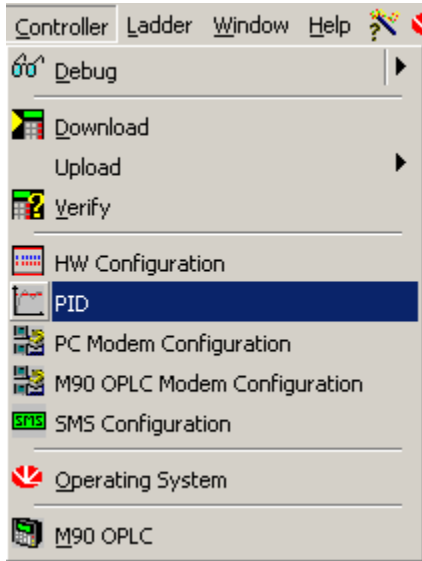 Controller Ladder Window Help
Debug
Download
Upload
Verify
HW Configuration
PID
PC Modem Configuration
M90 OPLC Modem Configuration
SMS SMS Configuration
Operating System
M90 OPLC